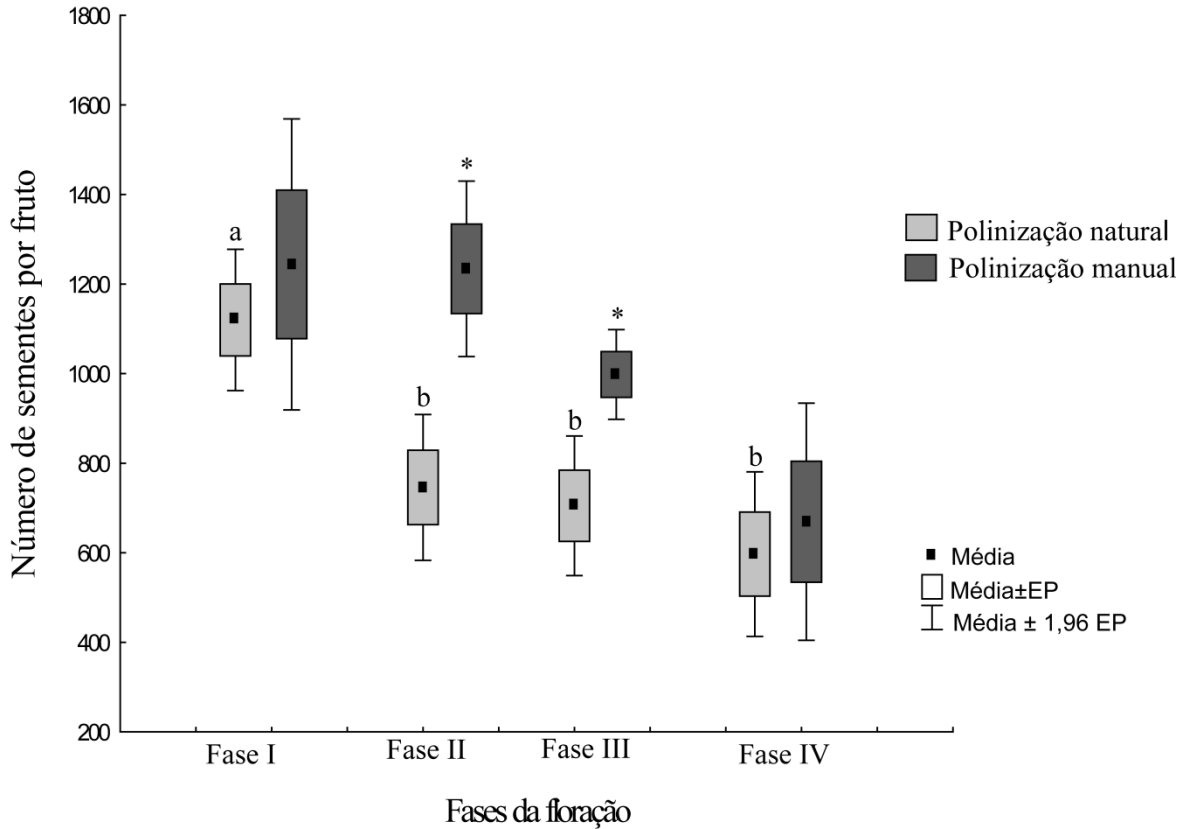 Número de sementes por fruto
1800
1600
1400
1200
1000
800
600
400
200
a
*
b
b
*
b
Polinização natural
Polinização manual
Média
Média±EP
Média ± 1,96 EP
Fase I
Fase II
Fase III
Fase IV
Fases da floração